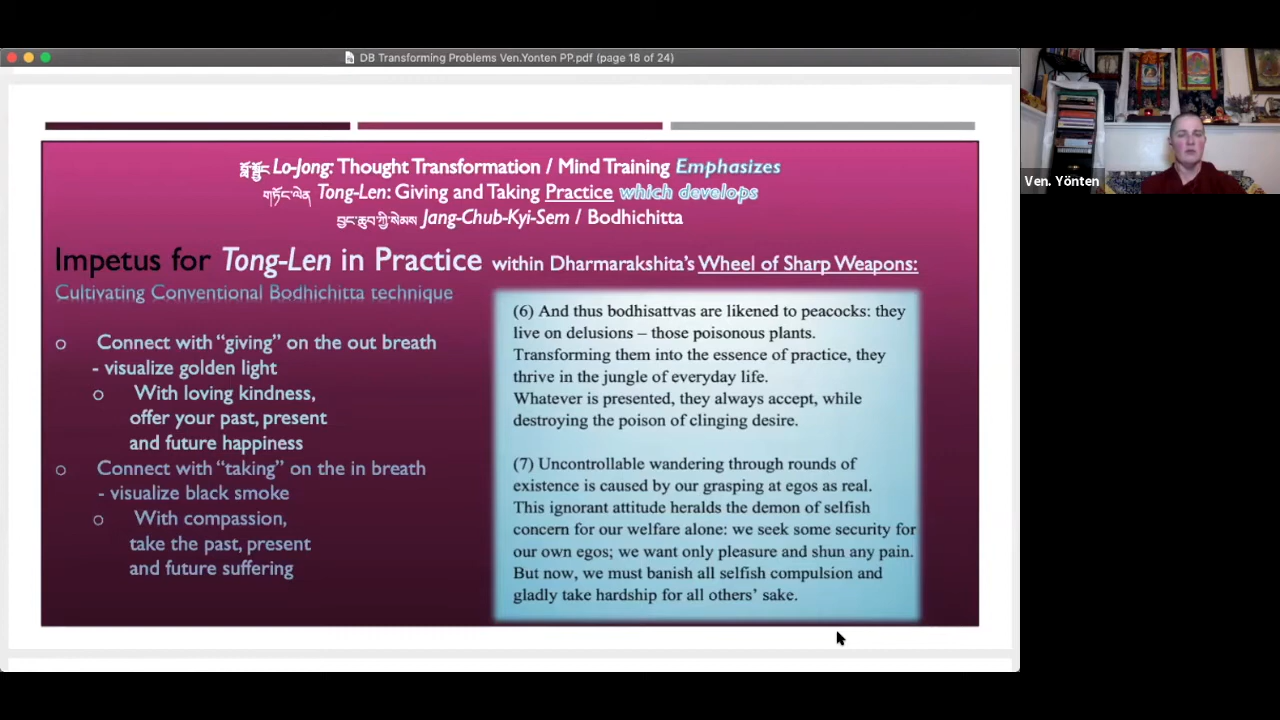 DB Transforming Problems Ven.Yonten PP.pdf (page 18 of 24)
བློ་སྦྱོང་ Lo-Jong: Thought Transformation / Mind Training Emphasizes
གཏོང་ལེན་ Tong-Len: Giving and Taking Practice which develops
བྱང་ཆུབ་ཀྱི་སེམས Jang-Chub-Kyi-Sem / Bodhichitta
Impetus for Tong-Len in Practice within Dharmarakshita's Wheel of Sharp Weapons:
Cultivating Conventional Bodhichitta technique
o Connect with "giving" on the out breath
- visualize golden light
o With loving kindness,
offer your past, present
and future happiness
o Connect with "taking" on the in breath
- visualize black smoke
o With compassion,
take the past, present
and future suffering
(6) And thus bodhisattvas are likened to peacocks: they
live on delusions – those poisonous plants.
Transforming them into the essence of practice, they
thrive in the jungle of everyday life.
Whatever is presented, they always accept, while
destroying the poison of clinging desire.
(7) Uncontrollable wandering through rounds of
existence is caused by our grasping at egos as real.
This ignorant attitude heralds the demon of selfish
concern for our welfare alone: we seek some security for
our own egos; we want only pleasure and shun any pain.
But now, we must banish all selfish compulsion and
gladly take hardship for all others' sake.
Ven. Yönten